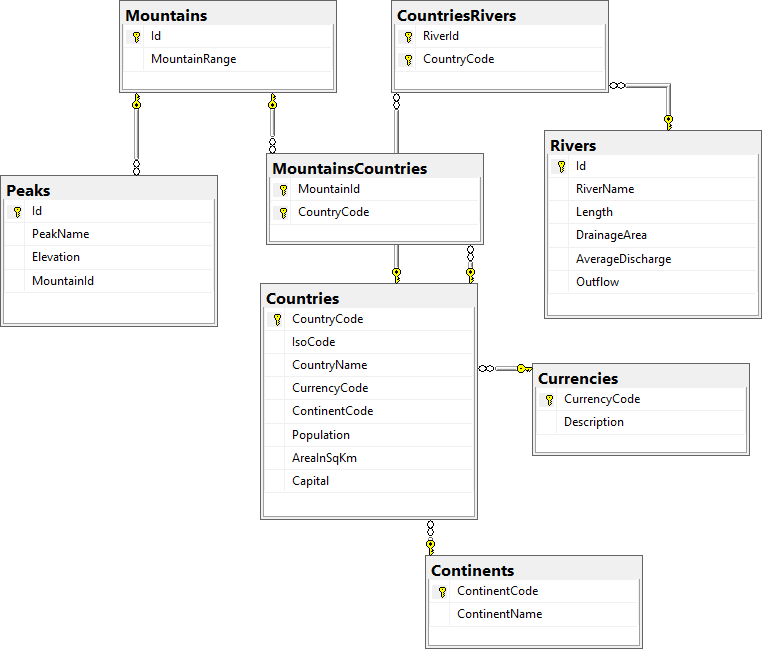 Mountains
Id
MountainRange
CountriesRivers
RiverId
CountryCode
Rivers
Id
RiverName
Length
DrainageArea
AverageDischarge
Outflow
MountainsCountries
MountainId
CountryCode
Peaks
Id
PeakName
Elevation
MountainId
Countries
CountryCode
IsoCode
CountryName
CurrencyCode
ContinentCode
Population
AreaInSqKm
Capital
Currencies
CurrencyCode
Description
Continents
ContinentCode
ContinentName